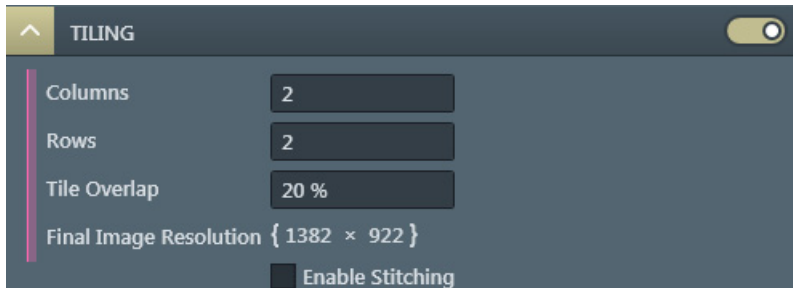 TILING
Columns 2
Rows 2
Tile Overlap 20 %
Final Image Resolution { 1382 × 922 }
Enable Stitching